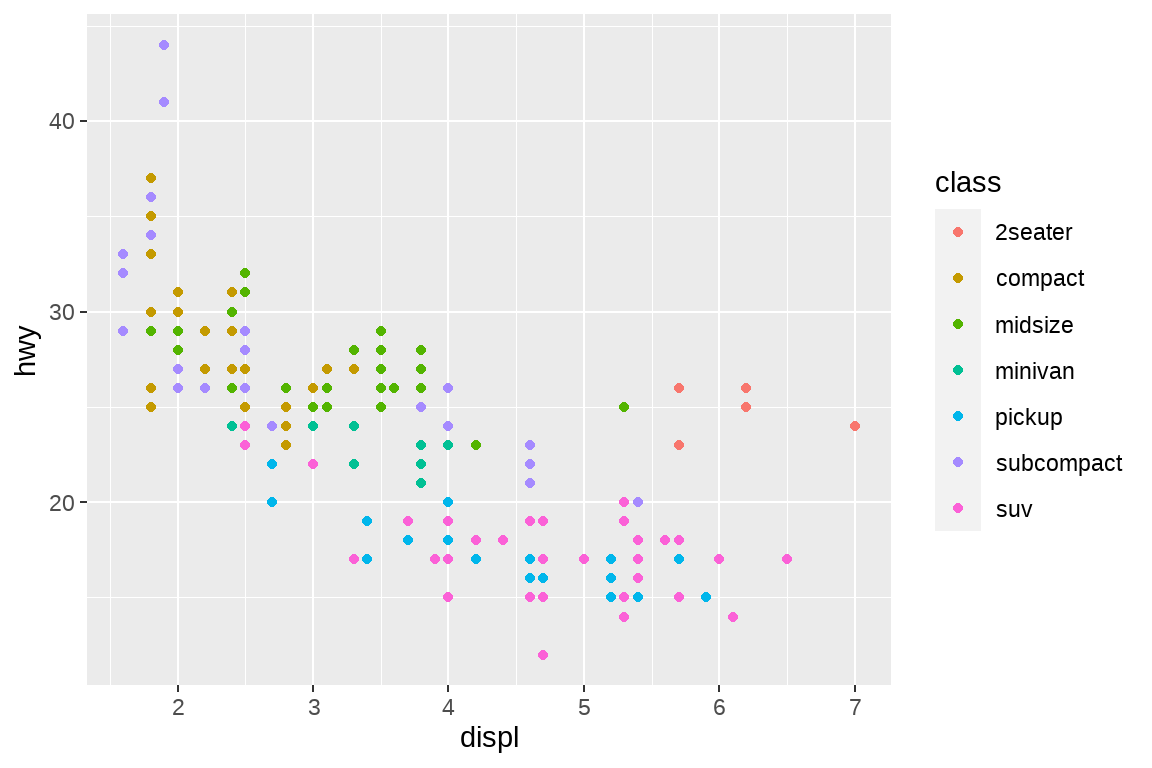 hwy
40
30
20
2 3 4 5 6 7
displ
class
2seater
compact
midsize
minivan
pickup
subcompact
suv